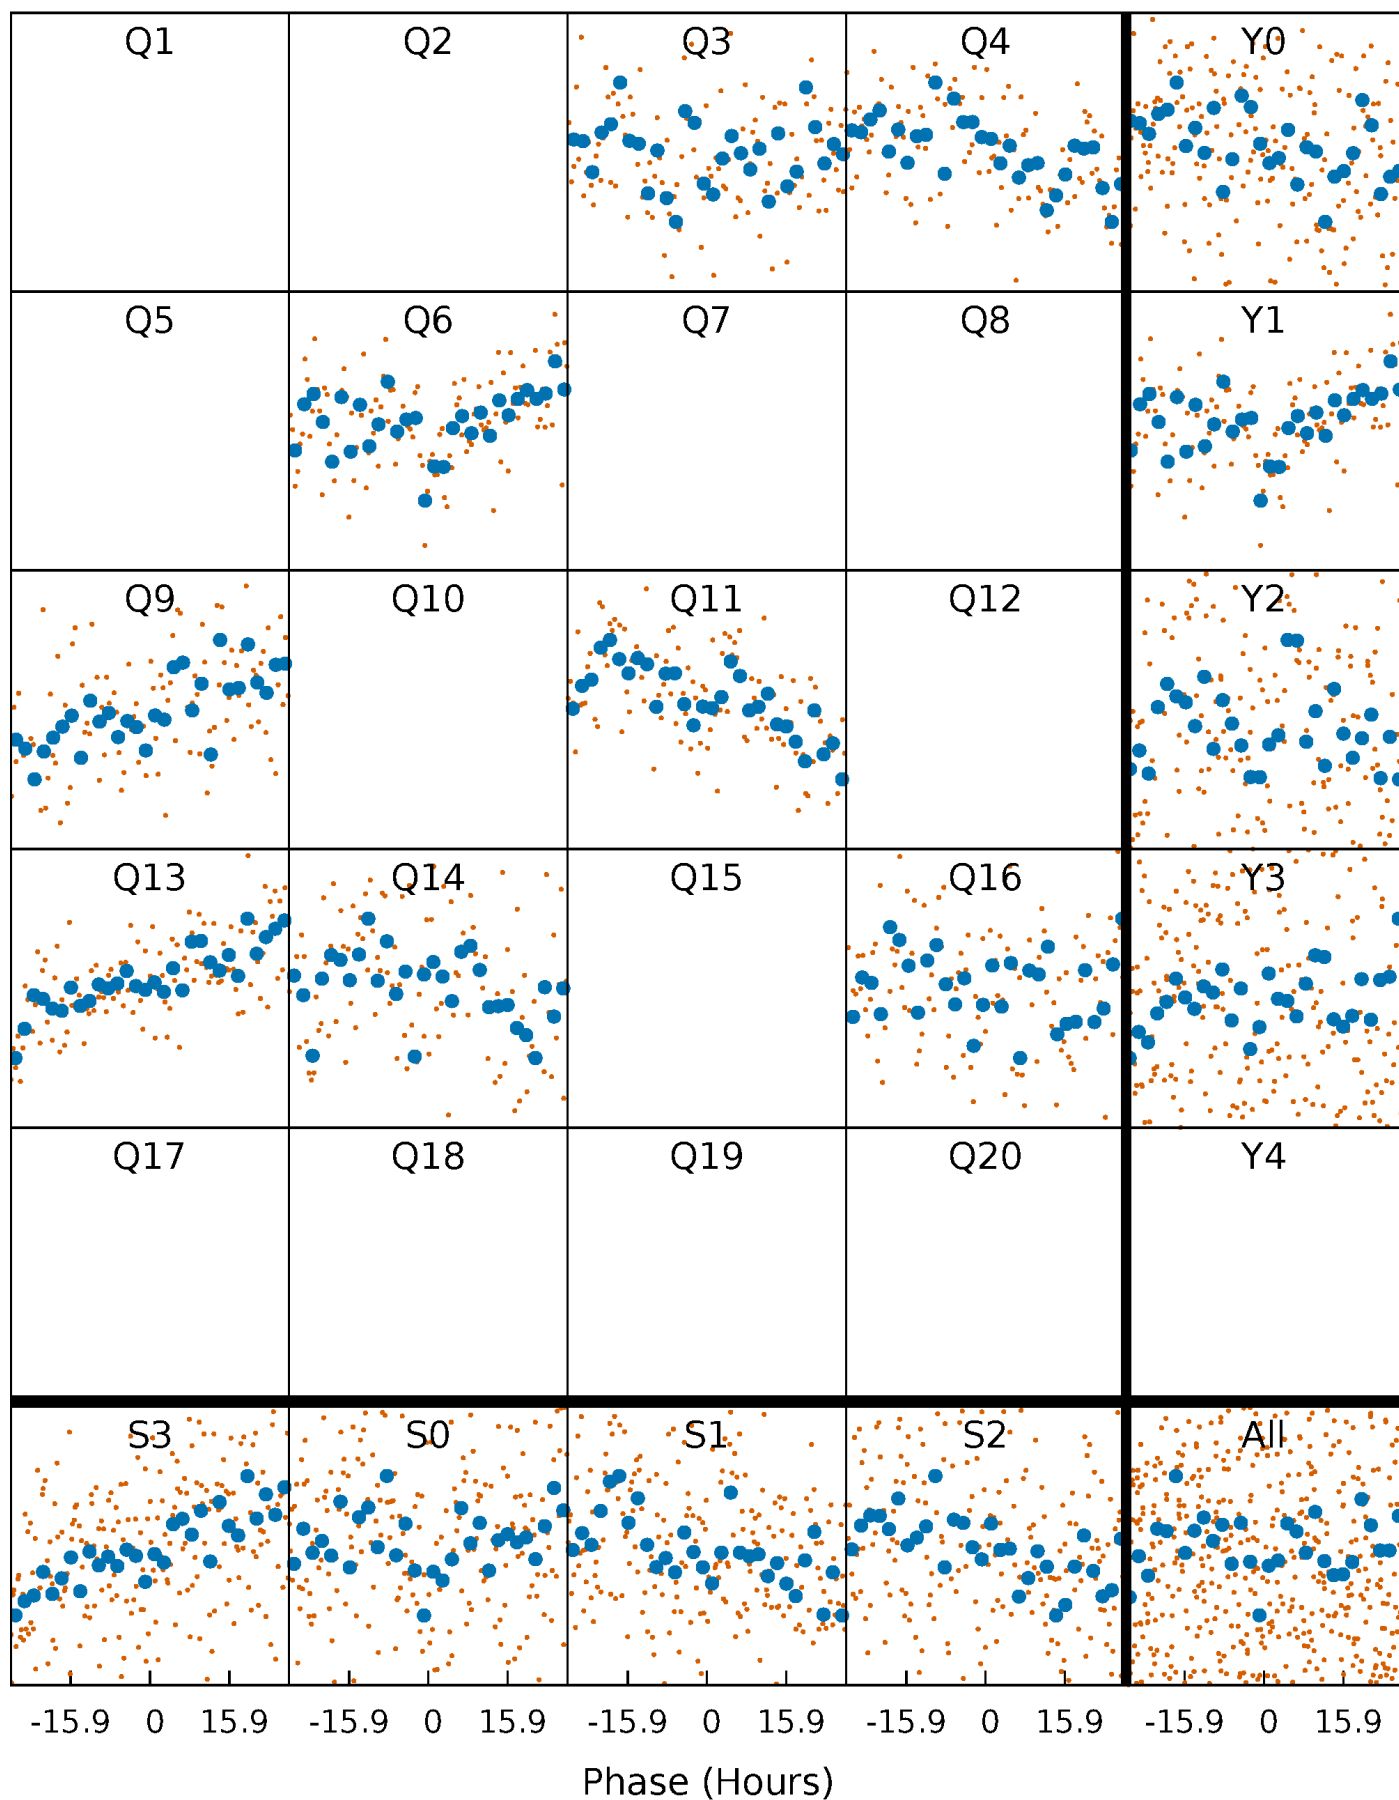 Q1 Q2 Q3 Q4 Y0
Q5 Q6 Q7 Q8 Y1
Q9 Q10 Q11 Q12 Y2
Q13 Q14 Q15 Q16 Y3
Q17 Q18 Q19 Q20 Y4
S3 S0 S1 S2 All
-15.9 0 15.9 -15.9 0 15.9 -15.9 0 15.9 -15.9 0 15.9 -15.9 0 15.9
Phase (Hours)